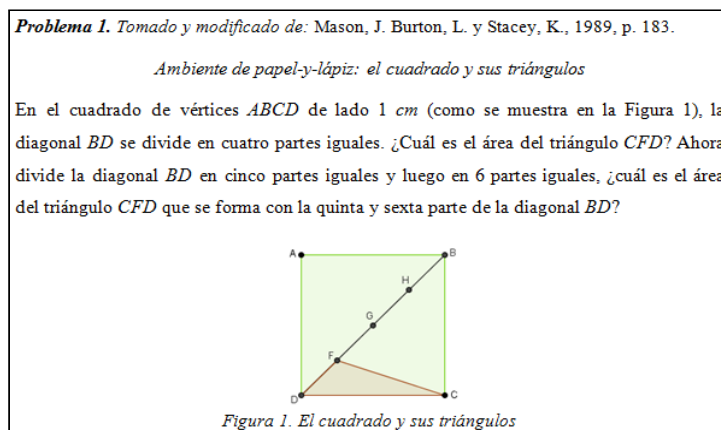 Problema 1. Tomado y modificado de: Mason, J. Burton, L. y Stacey, K., 1989, p. 183.
Ambiente de papel-y-lápiz: el cuadrado y sus triángulos
En el cuadrado de vértices ABCD de lado 1 cm (como se muestra en la Figura 1), la
diagonal BD se divide en cuatro partes iguales. ¿Cuál es el área del triángulo CFD? Ahora
divide la diagonal BD en cinco partes iguales y luego en 6 partes iguales, ¿cuál es el área
del triángulo CFD que se forma con la quinta y sexta parte de la diagonal BD?
A
B
H
G
F
D
C
Figura 1. El cuadrado y sus triángulos